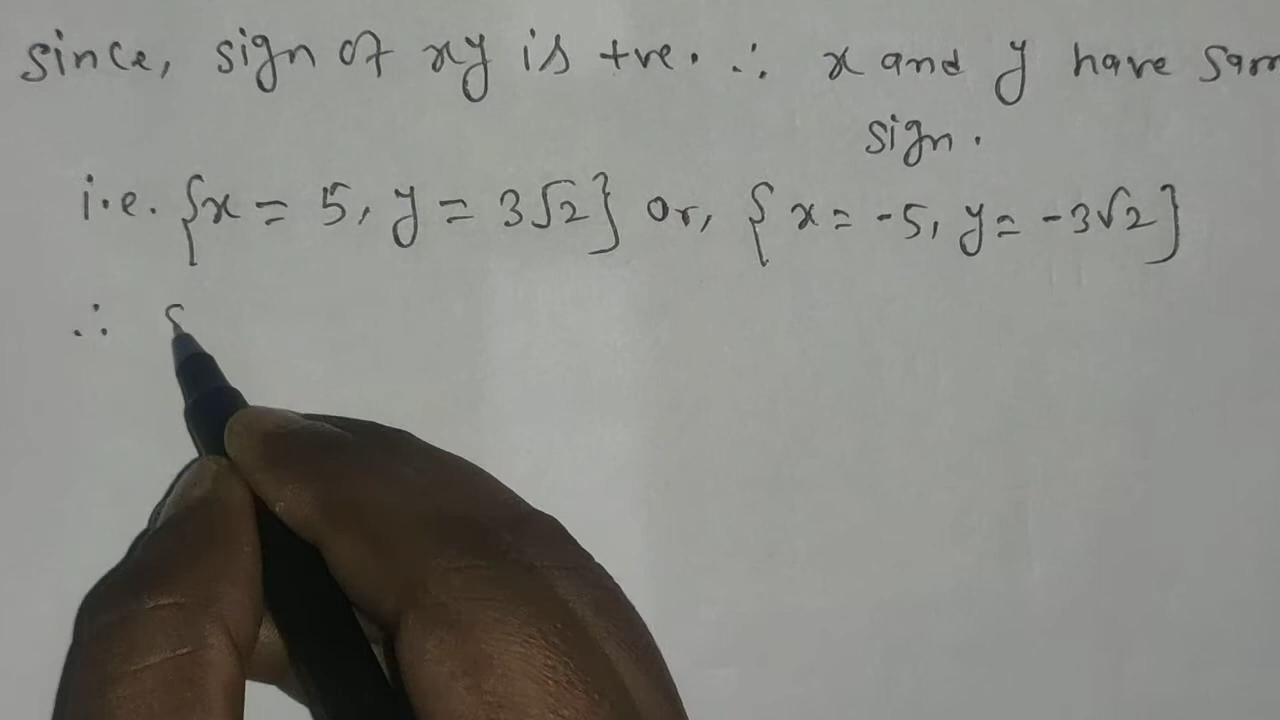 since, sign of xy is +ve. ∴ x and y have sam
sign.
i.e. {x = 5, y = 3√2} or, { x = -5, y = -3√2}
∴